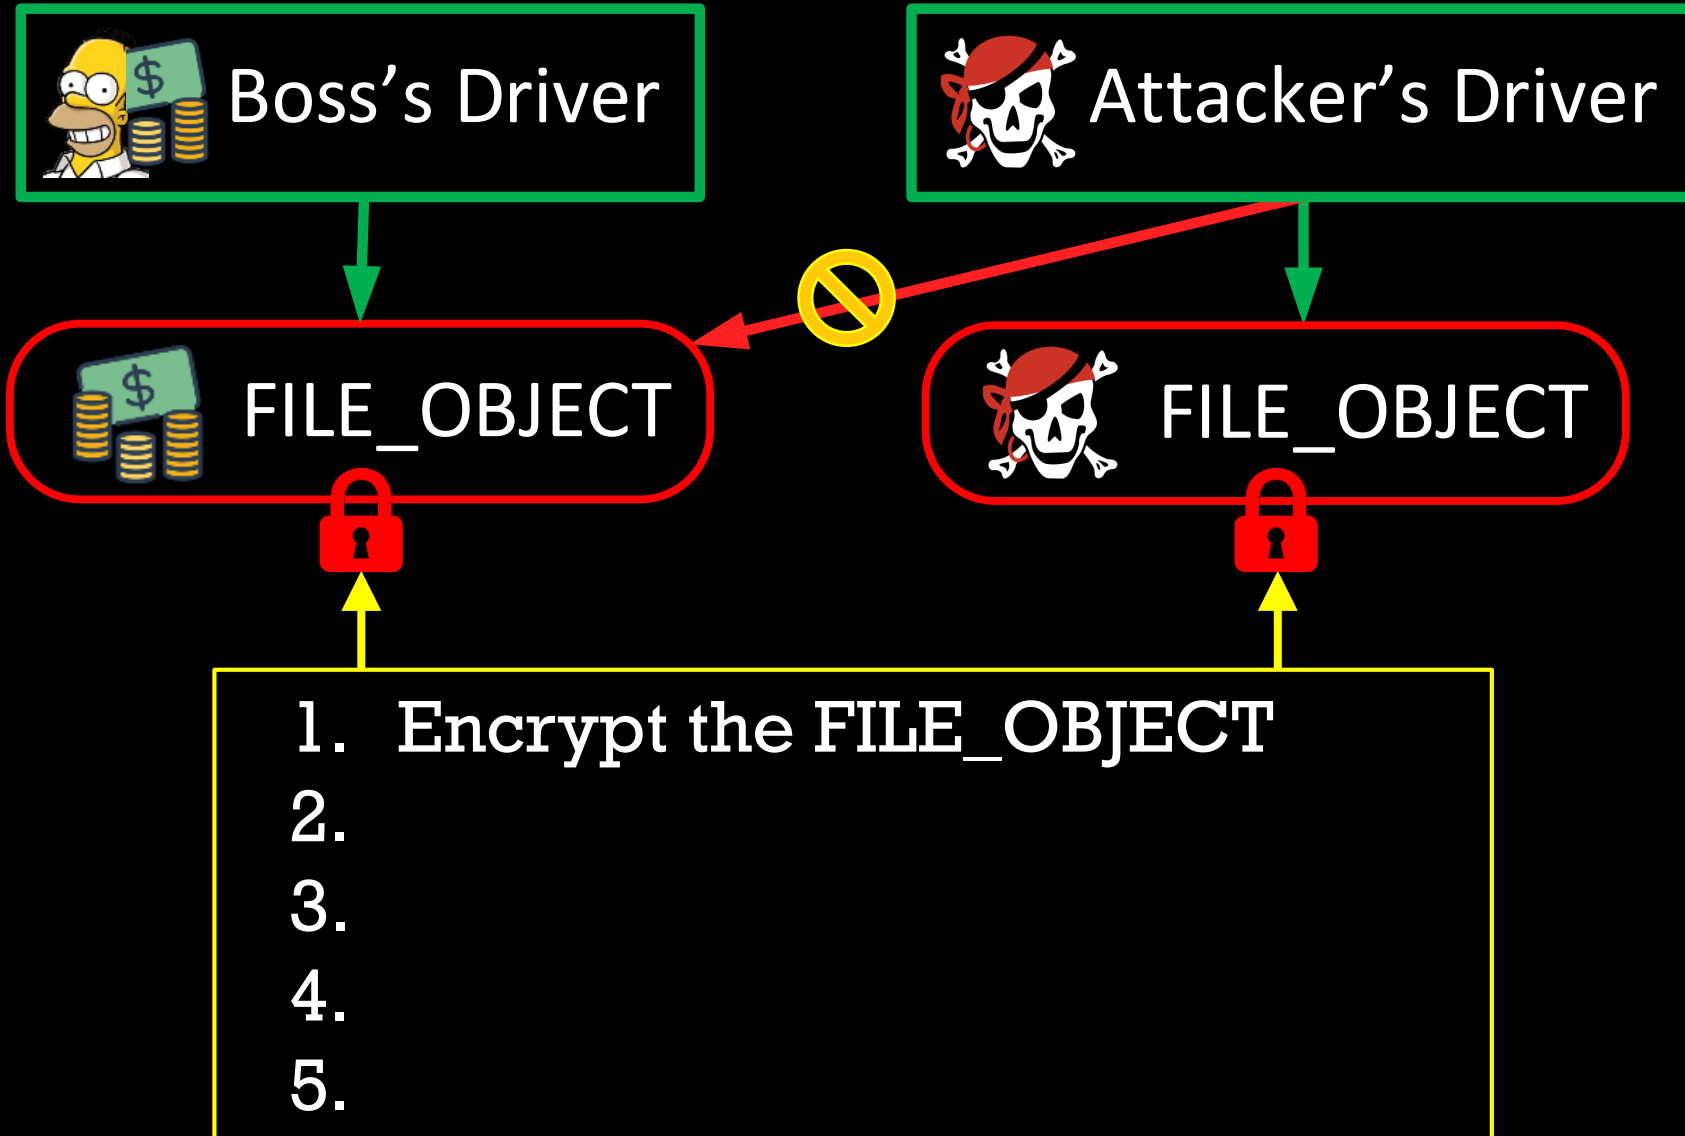 Boss’s Driver
Attacker’s Driver
FILE_OBJECT
FILE_OBJECT
1. Encrypt the FILE_OBJECT
2.
3.
4.
5.